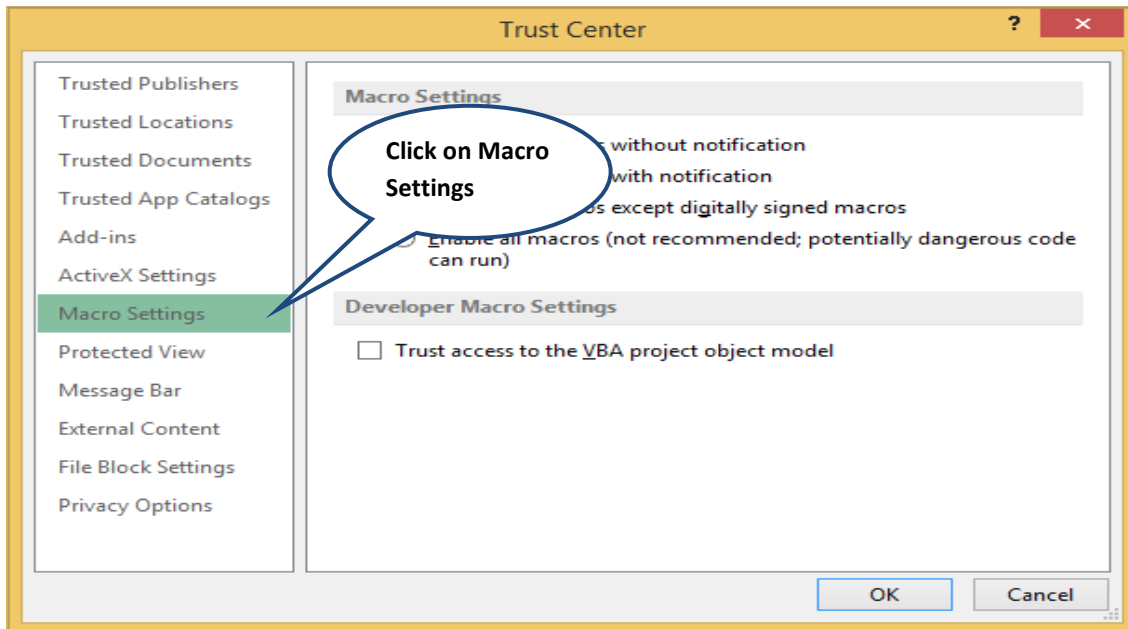 Trust Center
?
Trusted Publishers
Trusted Locations
Trusted Documents
Trusted App Catalogs
Add-ins
ActiveX Settings
Macro Settings
Protected View
Message Bar
External Content
File Block Settings
Privacy Options
Macro Settings
Click on Macro
Settings
without notification
with notification
except digitally signed macros
Enable all macros (not recommended; potentially dangerous code
can run)
Developer Macro Settings
Trust access to the VBA project object model
OK
Cancel